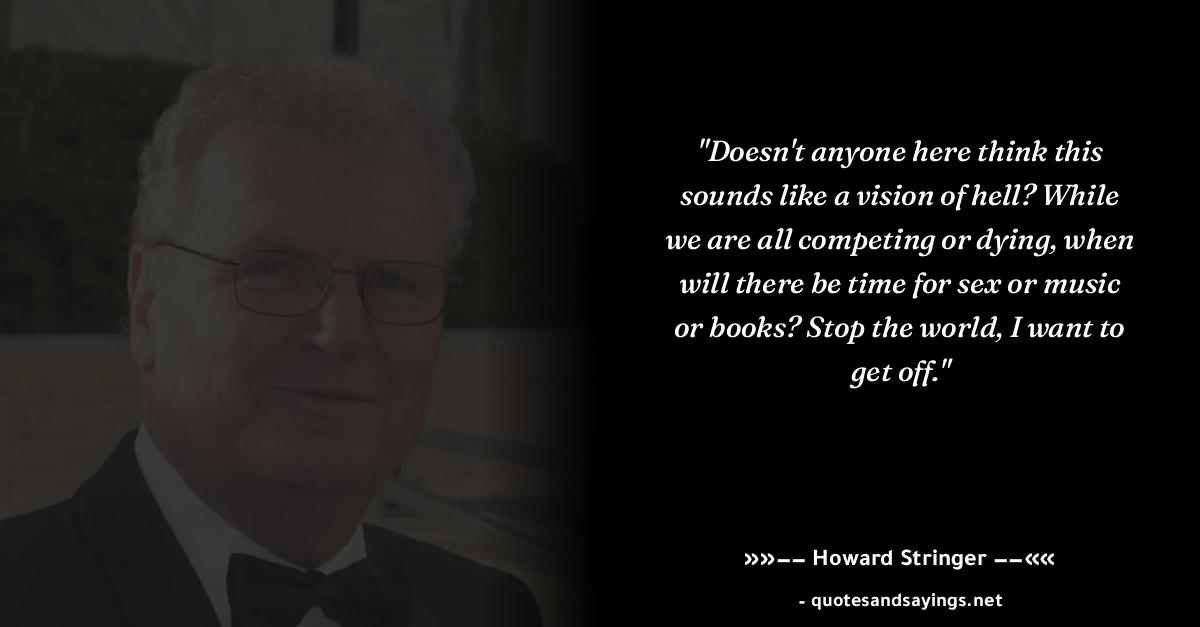 "Doesn't anyone here think this
sounds like a vision of hell? While
we are all competing or dying, when
will there be time for sex or music
or books? Stop the world, I want to
get off."
»»−− Howard Stringer −−««
- quotesandsayings.net